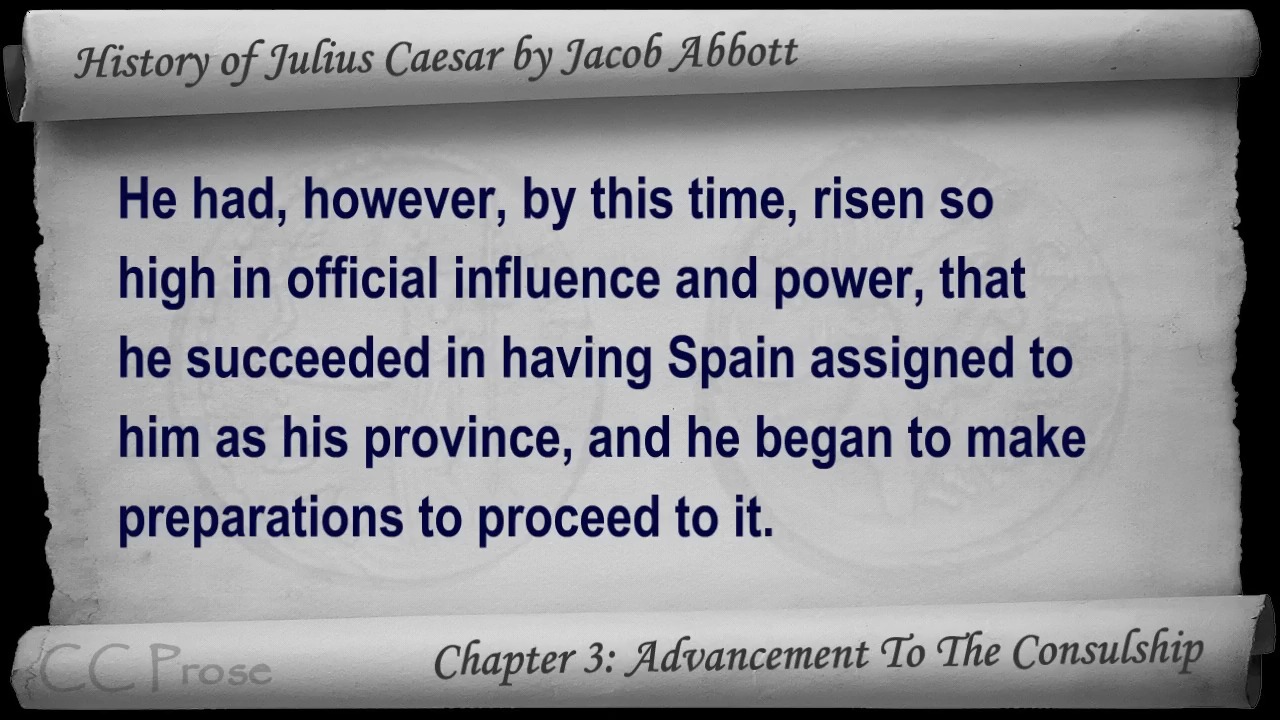 History of Julius Caesar by Jacob Abbott
He had, however, by this time, risen so
high in official influence and power, that
he succeeded in having Spain assigned to
him as his province, and he began to make
preparations to proceed to it.
CC Prose
Chapter 3: Advancement To The Consulship